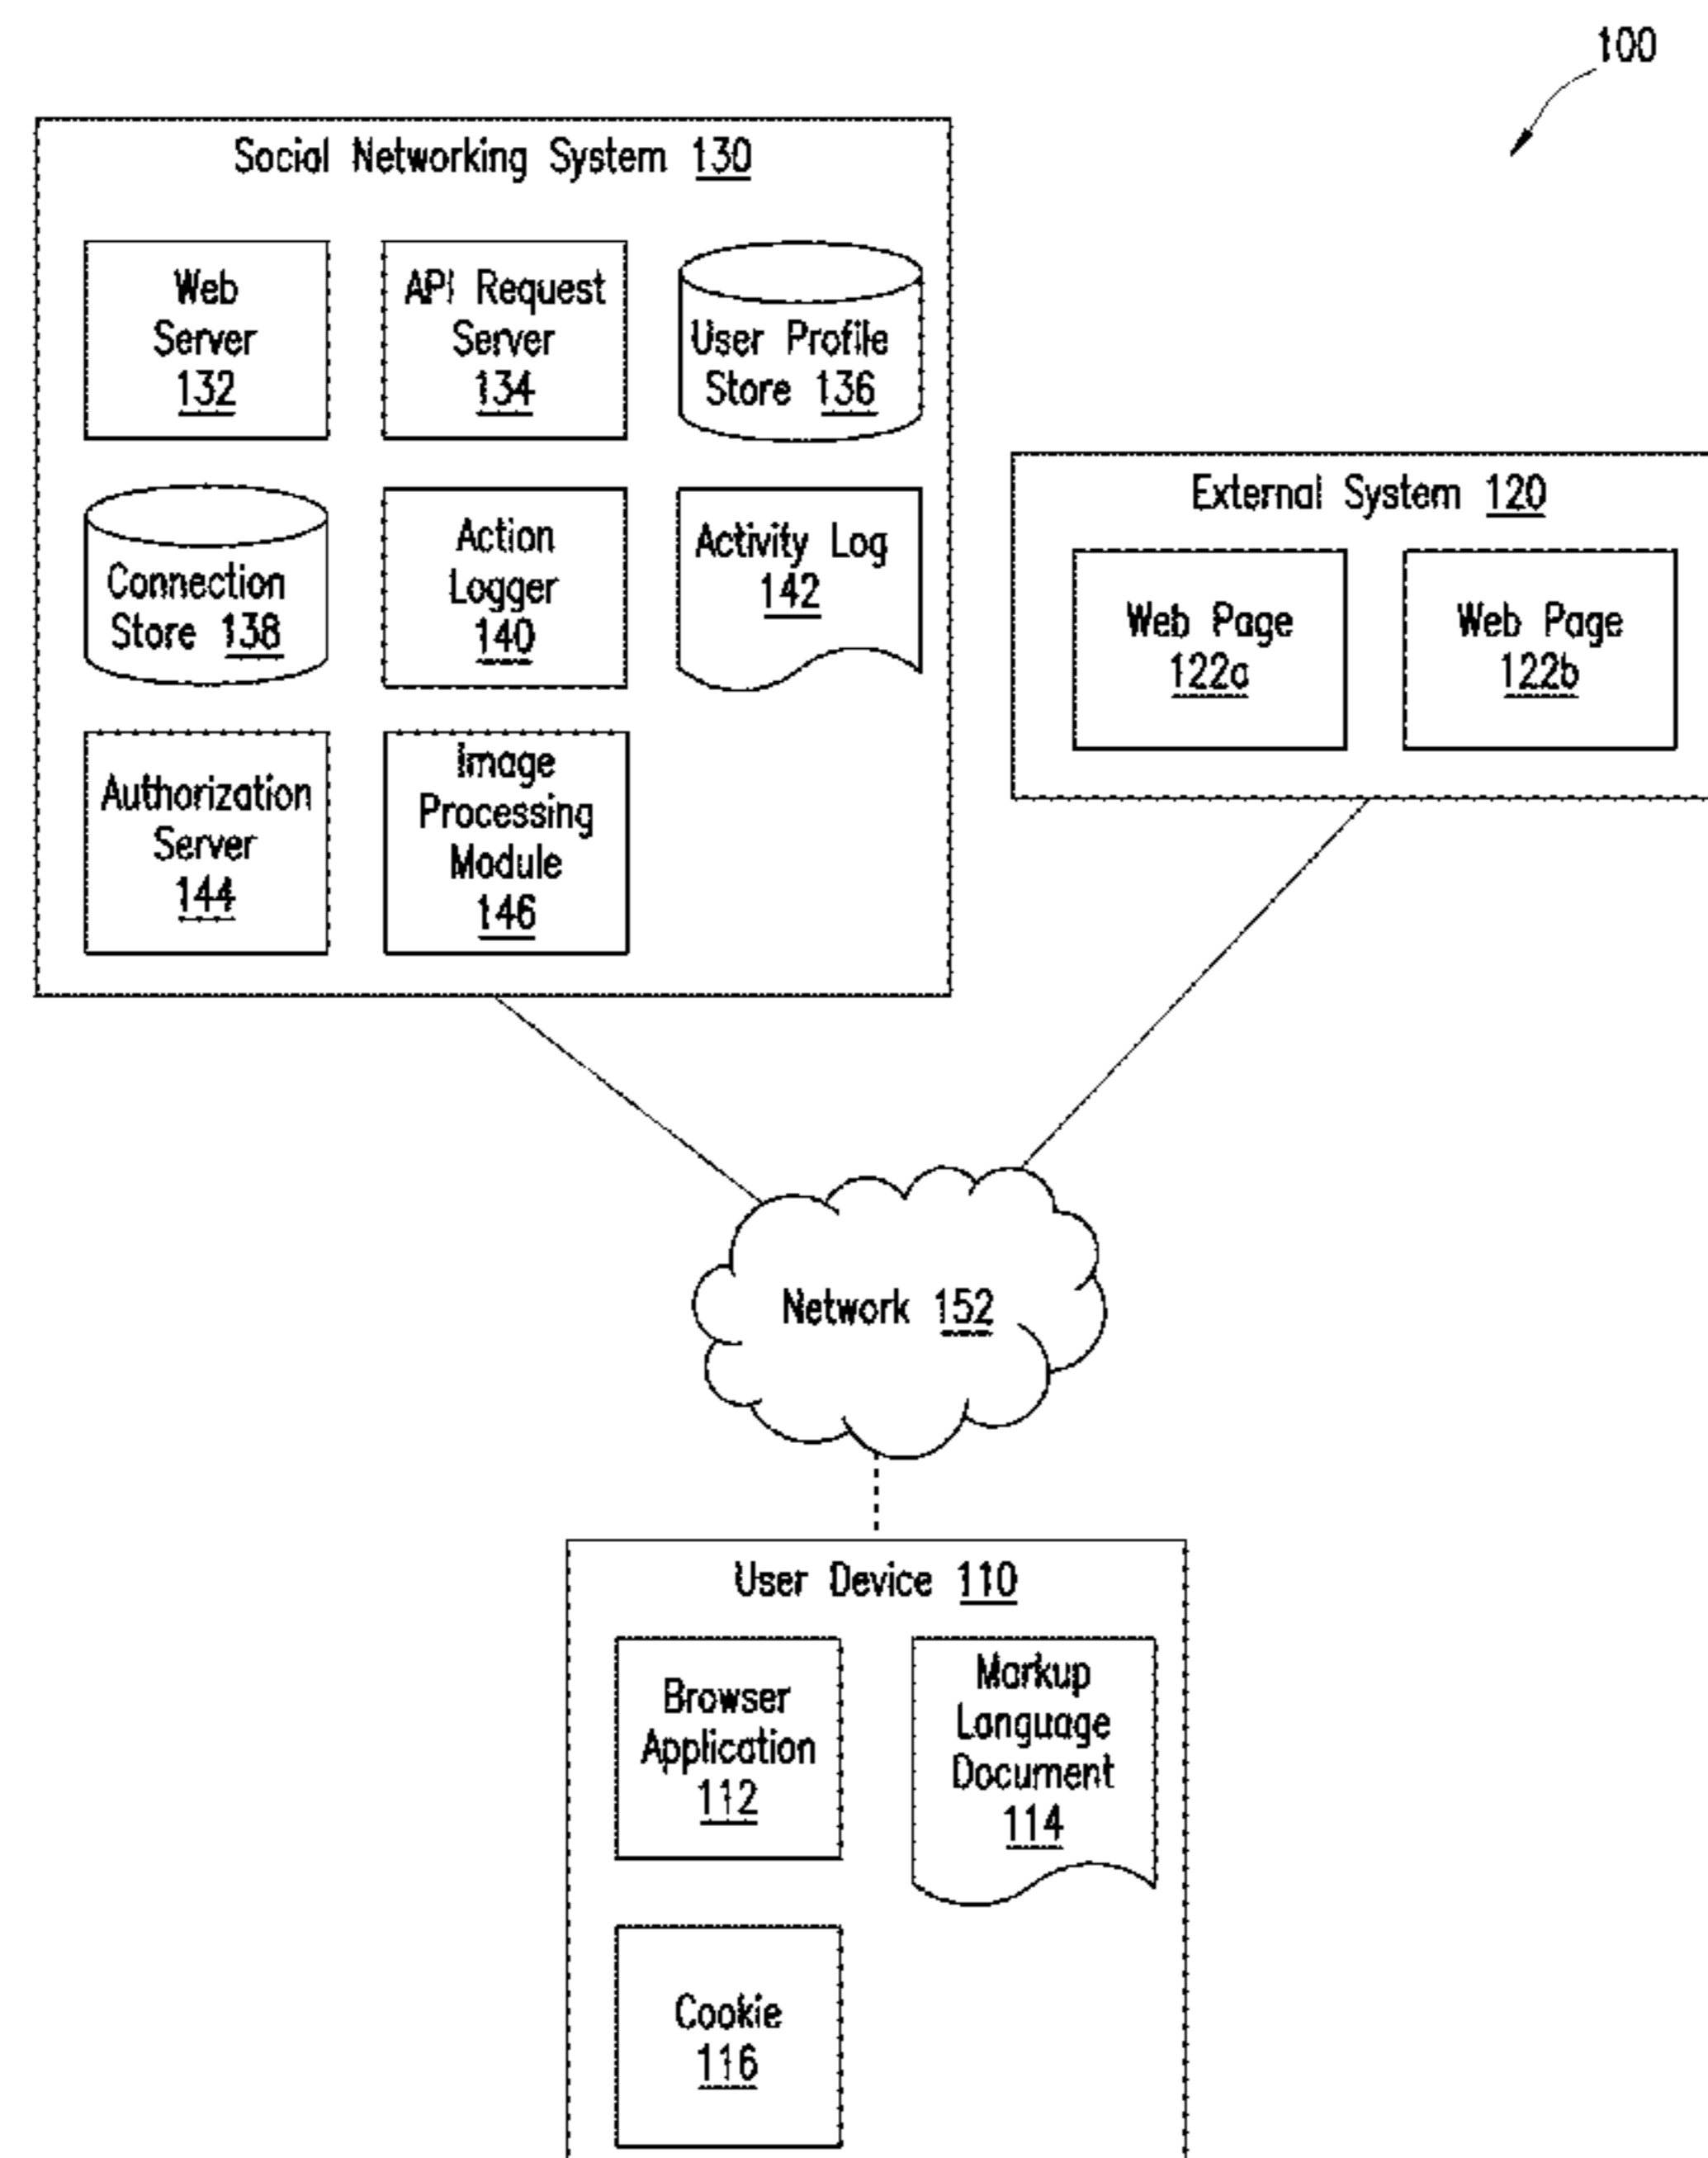 100
Social Networking System 130
Web
Server
132
API Request
Server
134
User Profile
Store 136
Connection
Store 138
Action
Logger
140
Activity Log
142
Authorization
Server
144
Image
Processing
Module
146
External System 120
Web Page
122a
Web Page
122b
Network 152
User Device 110
Browser
Application
112
Markup
Language
Document
114
Cookie
116